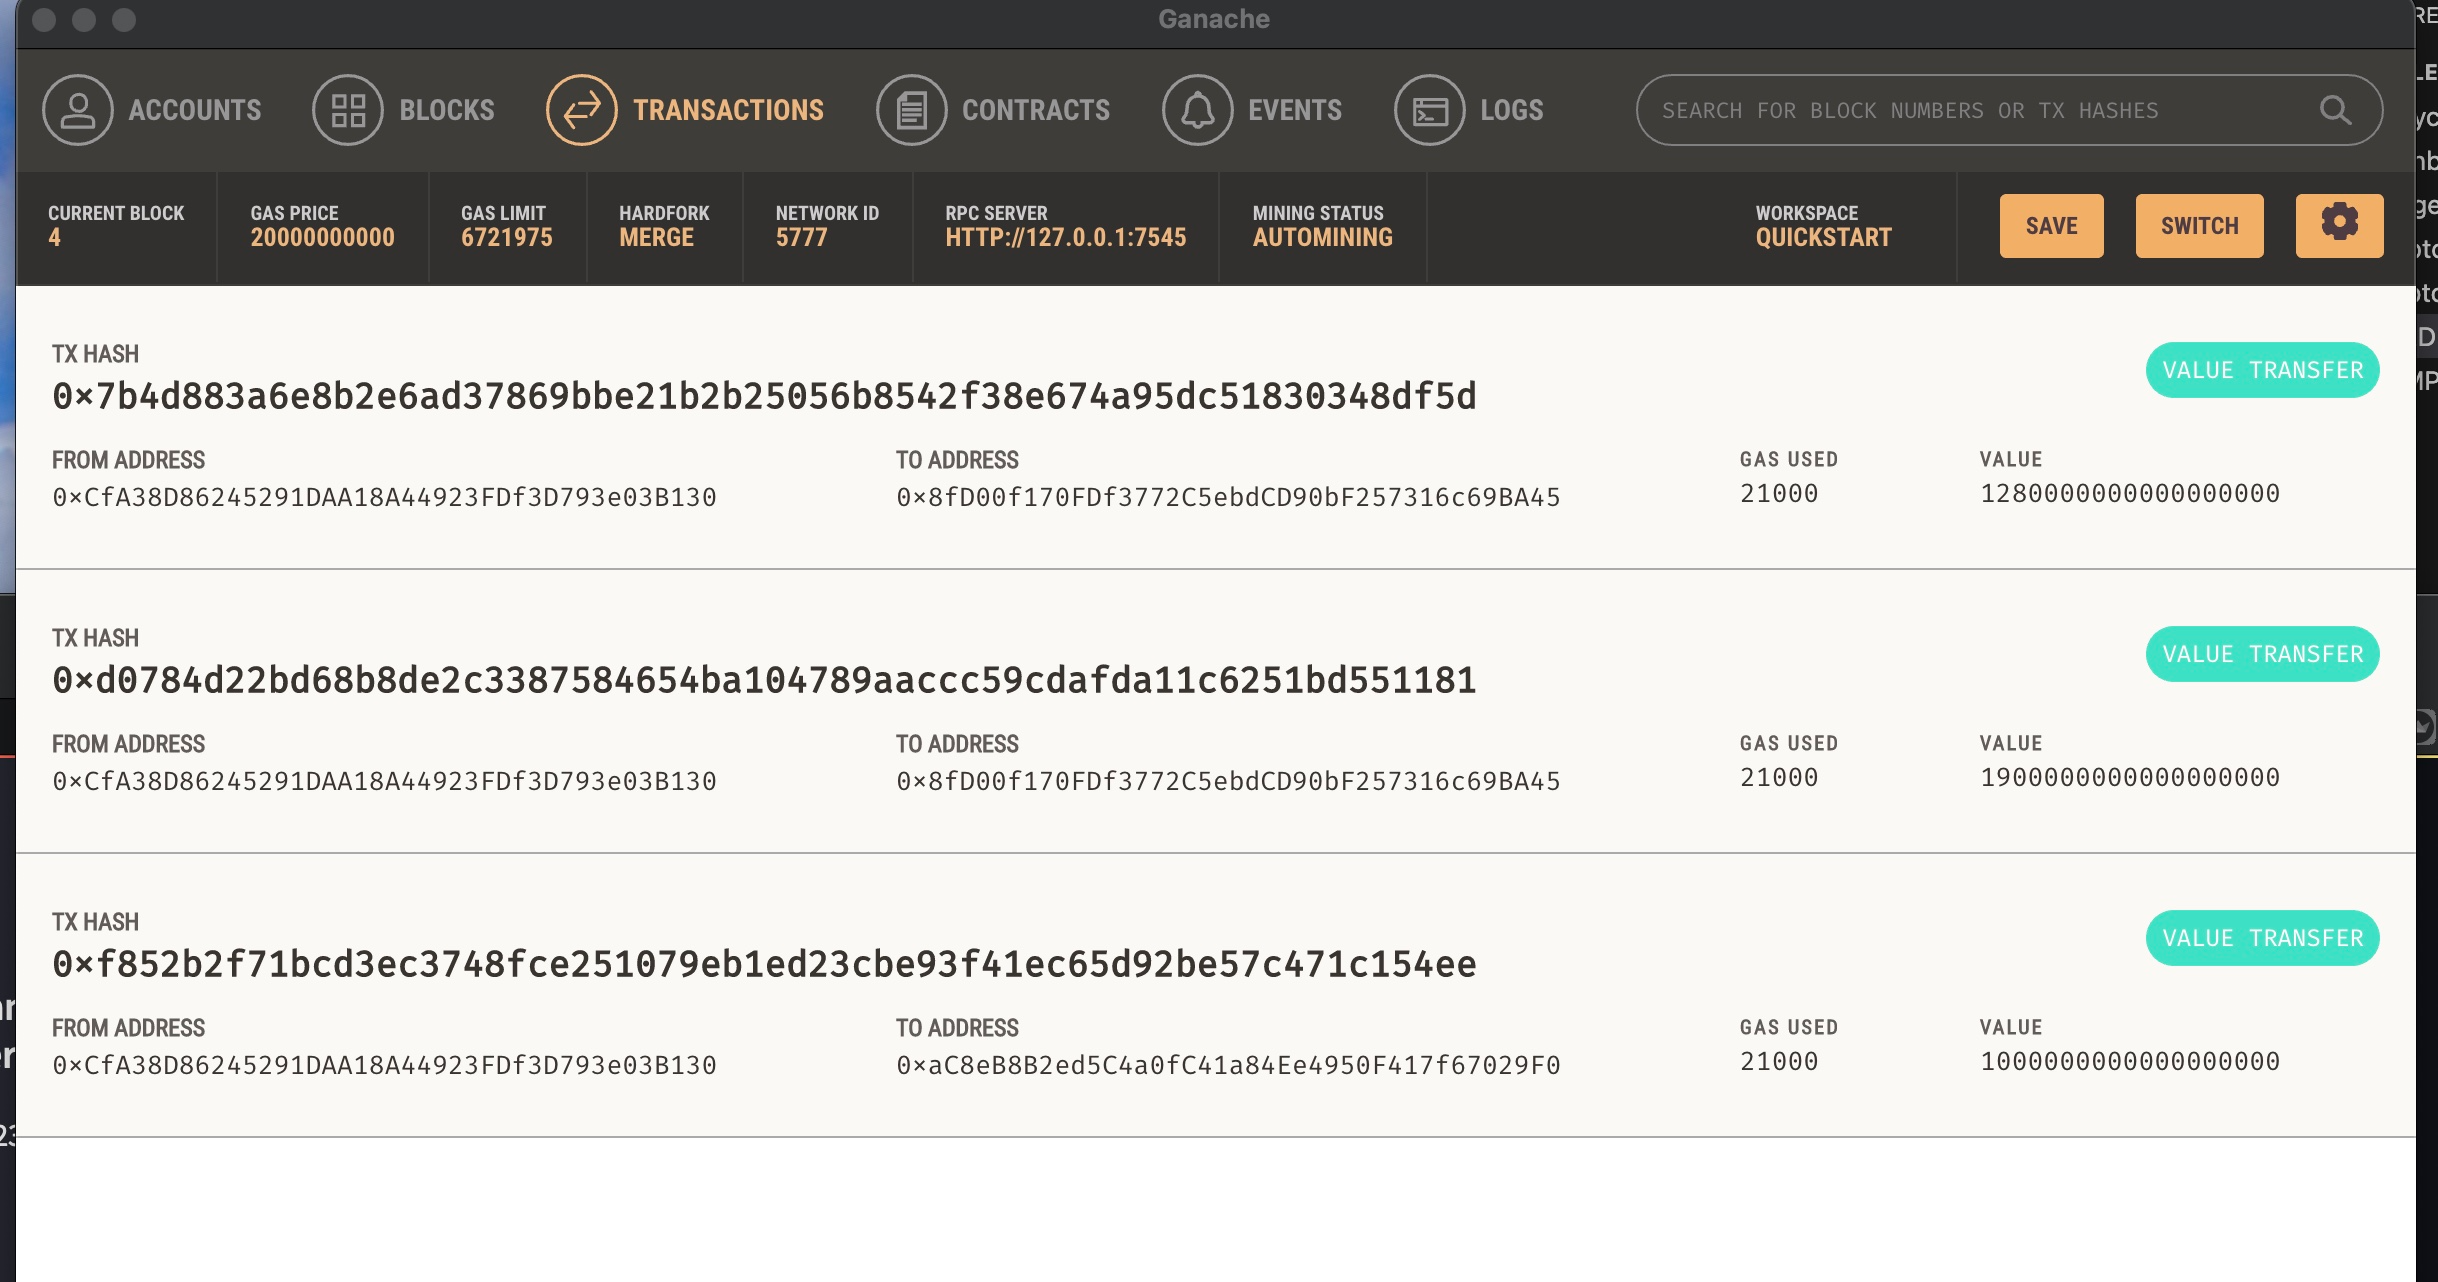 Ganache
ACCOUNTS BLOCKS TRANSACTIONS CONTRACTS EVENTS LOGS SEARCH FOR BLOCK NUMBERS OR TX HASHES
CURRENT BLOCK GAS PRICE GAS LIMIT HARDFORK NETWORK ID RPC SERVER MINING STATUS WORKSPACE
4 20000000000 6721975 MERGE 5777 HTTP://127.0.0.1:7545 AUTOMINING QUICKSTART SAVE SWITCH
TX HASH
0×7b4d883a6e8b2e6ad37869bbe21b2b25056b8542f38e674a95dc51830348df5d VALUE TRANSFER
FROM ADDRESS TO ADDRESS GAS USED VALUE
0×CfA38D86245291DAA18A44923FDf3D793e03B130 0×8fD00f170FDf3772C5ebdCD90bF257316c69BA45 21000 1280000000000000000
TX HASH
0×d0784d22bd68b8de2c3387584654ba104789aaccc59cdafda11c6251bd551181 VALUE TRANSFER
FROM ADDRESS TO ADDRESS GAS USED VALUE
0×CfA38D86245291DAA18A44923FDf3D793e03B130 0×8fD00f170FDf3772C5ebdCD90bF257316c69BA45 21000 1900000000000000000
TX HASH
0×f852b2f71bcd3ec3748fce251079eb1ed23cbe93f41ec65d92be57c471c154ee VALUE TRANSFER
FROM ADDRESS TO ADDRESS GAS USED VALUE
0×CfA38D86245291DAA18A44923FDf3D793e03B130 0×aC8eB8B2ed5C4a0fC41a84Ee4950F417f67029F0 21000 1000000000000000000